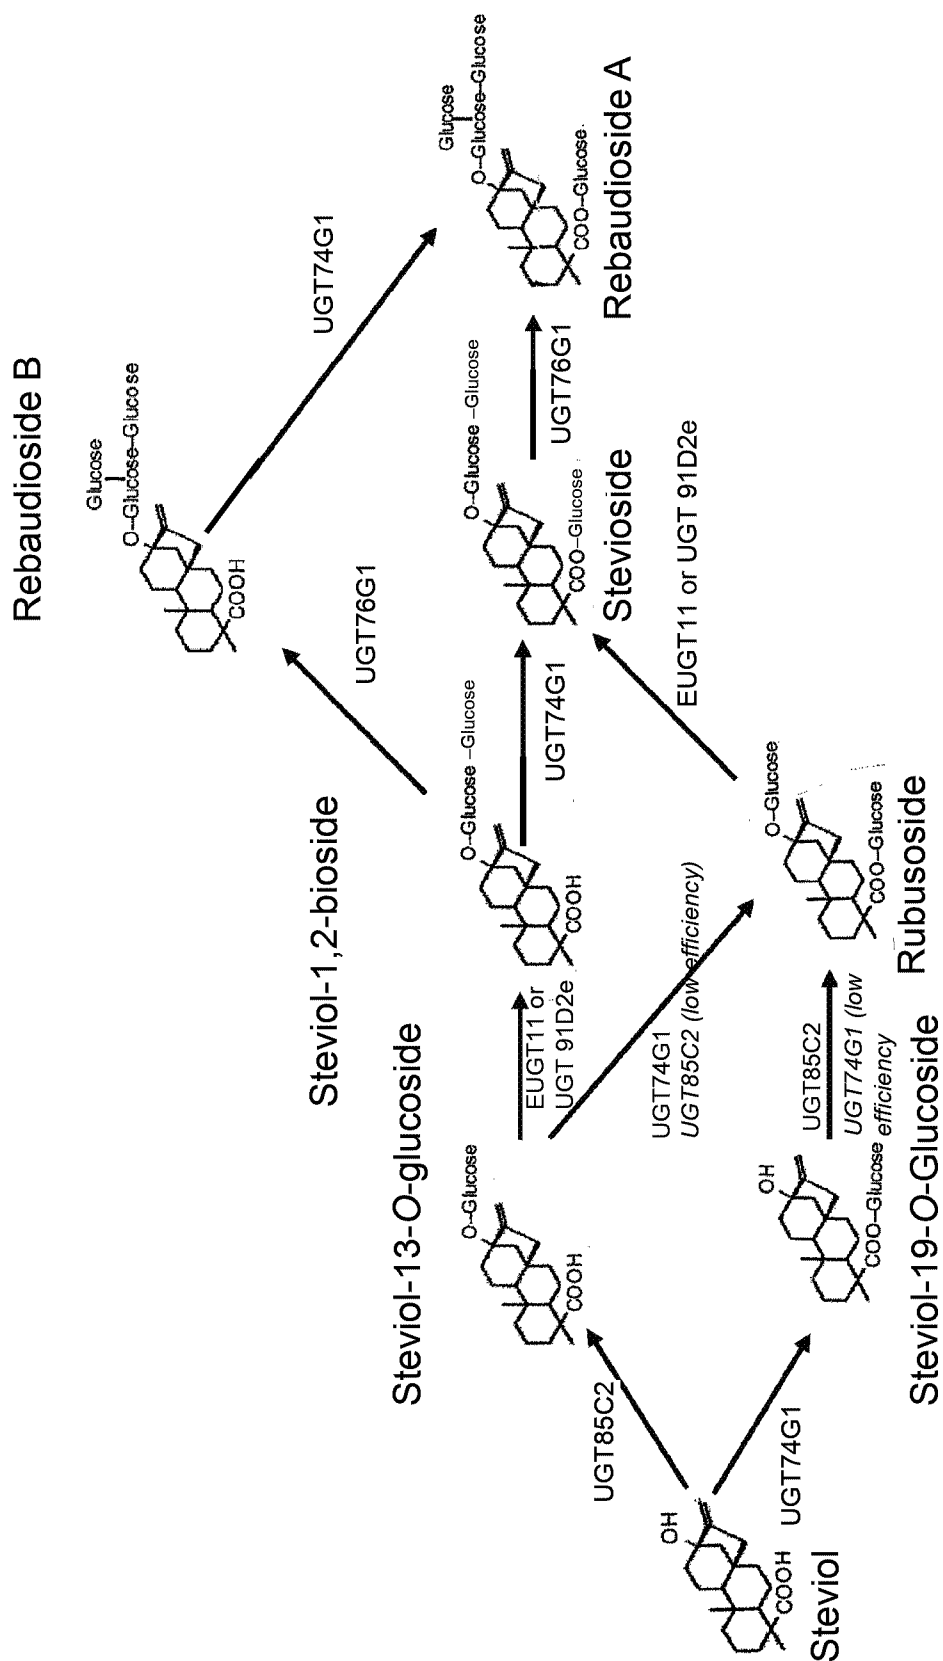 Steviol
OH
COOH
UGT85C2
UGT74G1
Steviol-13-O-glucoside
O-Glucose
COOH
Steviol-19-O-Glucoside
OH
COO-Glucose
EUGT11 or
UGT 91D2e
UGT74G1
UGT85C2 (low efficiency)
UGT85C2
UGT74G1 (low
efficiency
Steviol-1,2-bioside
O-Glucose -Glucose
COOH
Rubusoside
O-Glucose
COO-Glucose
UGT76G1
UGT74G1
EUGT11 or UGT 91D2e
Rebaudioside B
Glucose
O-Glucose-Glucose
COOH
Stevioside
O-Glucose -Glucose
COO-Glucose
UGT74G1
UGT76G1
Rebaudioside A
Glucose
O-Glucose-Glucose
COO-Glucose